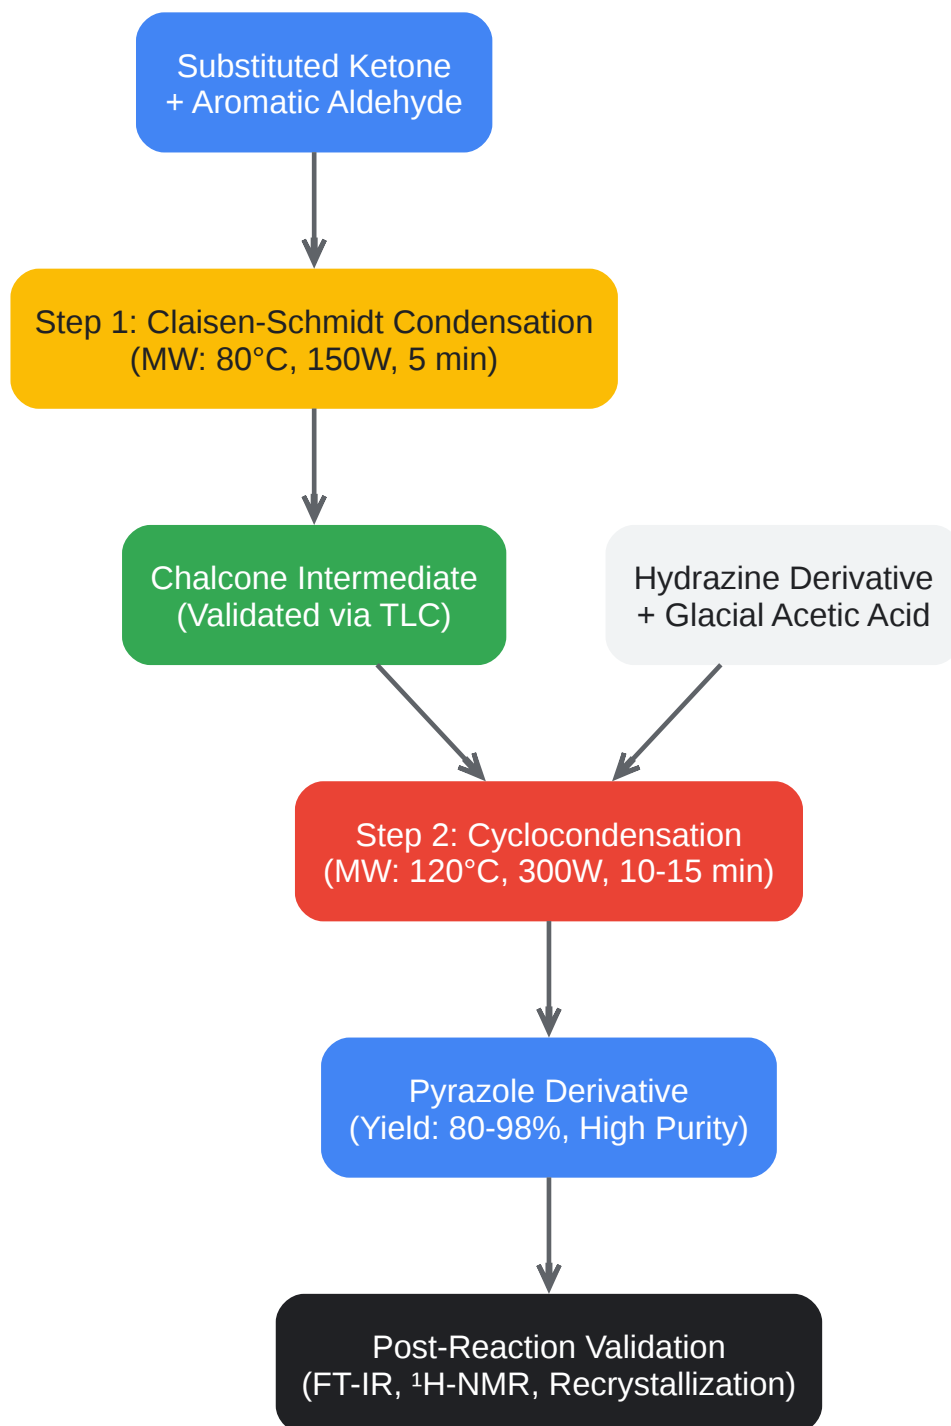 Substituted Ketone
+ Aromatic Aldehyde
Step 1: Claisen-Schmidt Condensation
(MW: 80°C, 150W, 5 min)
Chalcone Intermediate
(Validated via TLC)
Hydrazine Derivative
+ Glacial Acetic Acid
Step 2: Cyclocondensation
(MW: 120°C, 300W, 10-15 min)
Pyrazole Derivative
(Yield: 80-98%, High Purity)
Post-Reaction Validation
(FT-IR, ¹H-NMR, Recrystallization)